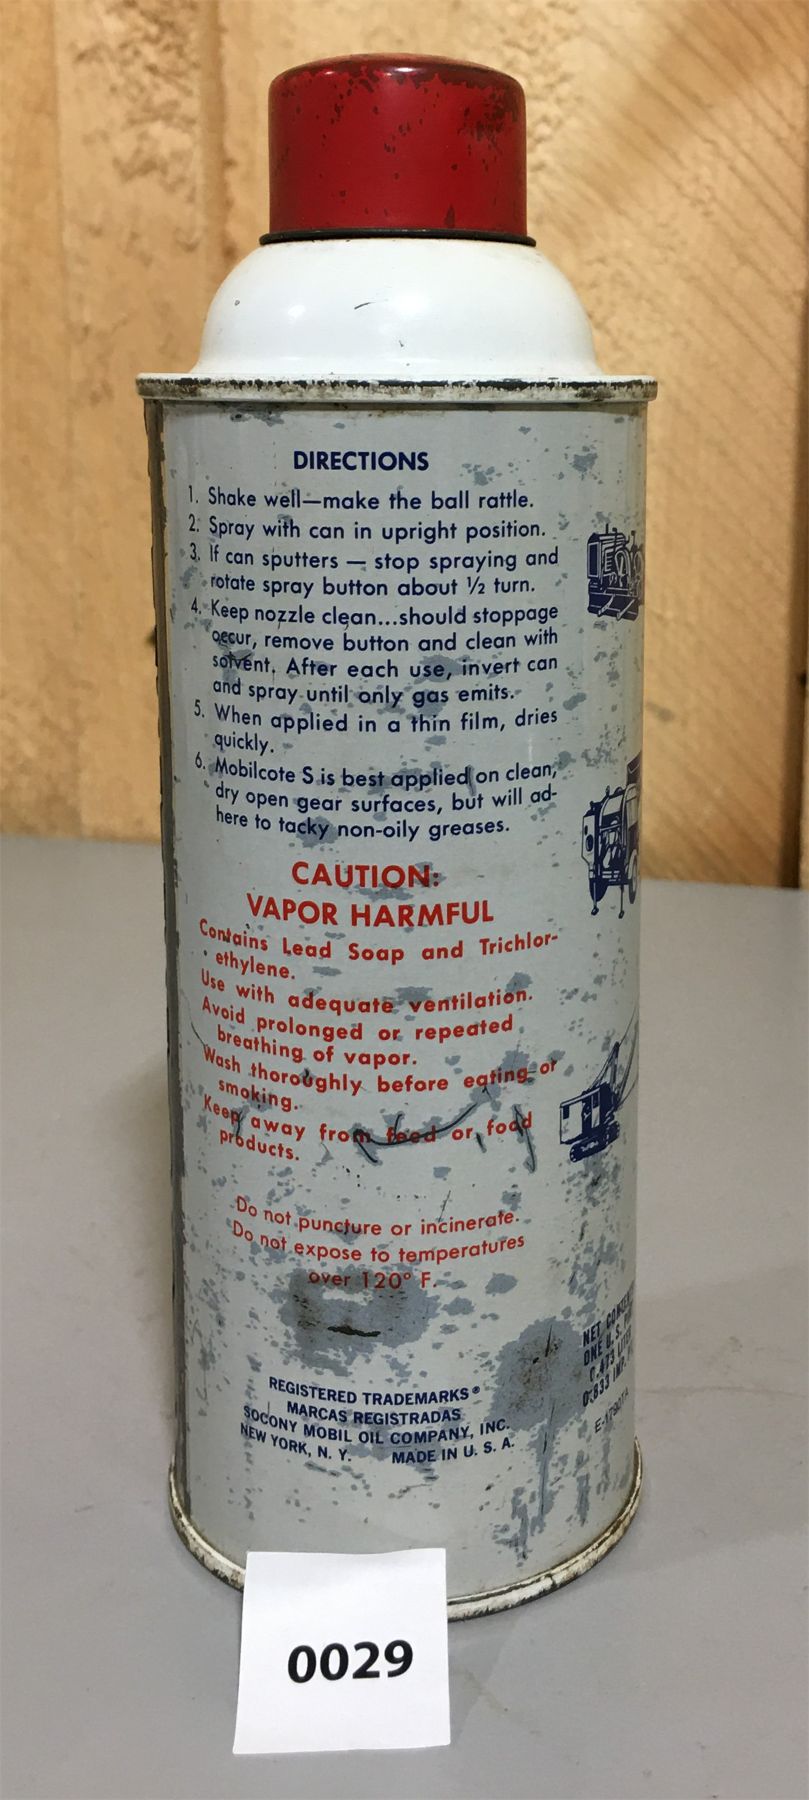 DIRECTIONS
1. Shake well—make the ball rattle.
2. Spray with can in upright position.
3. If can sputters — stop spraying and
rotate spray button about ½ turn.
4. Keep nozzle clean...should stoppage
occur, remove button and clean with
solvent. After each use, invert can
and spray until only gas emits.
5. When applied in a thin film, dries
quickly.
6. Mobilcote S is best applied on clean,
dry open gear surfaces, but will ad-
here to tacky non-oily greases.
CAUTION:
VAPOR HARMFUL
Contains Lead Soap and Trichlor-
ethylene.
Use with adequate ventilation.
Avoid prolonged or repeated
breathing of vapor.
Wash thoroughly before eating or
smoking.
Keep away from feed or food
products.
Do not puncture or incinerate.
Do not expose to temperatures
over 120° F.
REGISTERED TRADEMARKS ®
MARCAS REGISTRADAS
SOCONY MOBIL OIL COMPANY, INC.
NEW YORK, N. Y. MADE IN U. S. A.
NET
ONE U. S.
0.473
0.833
0029